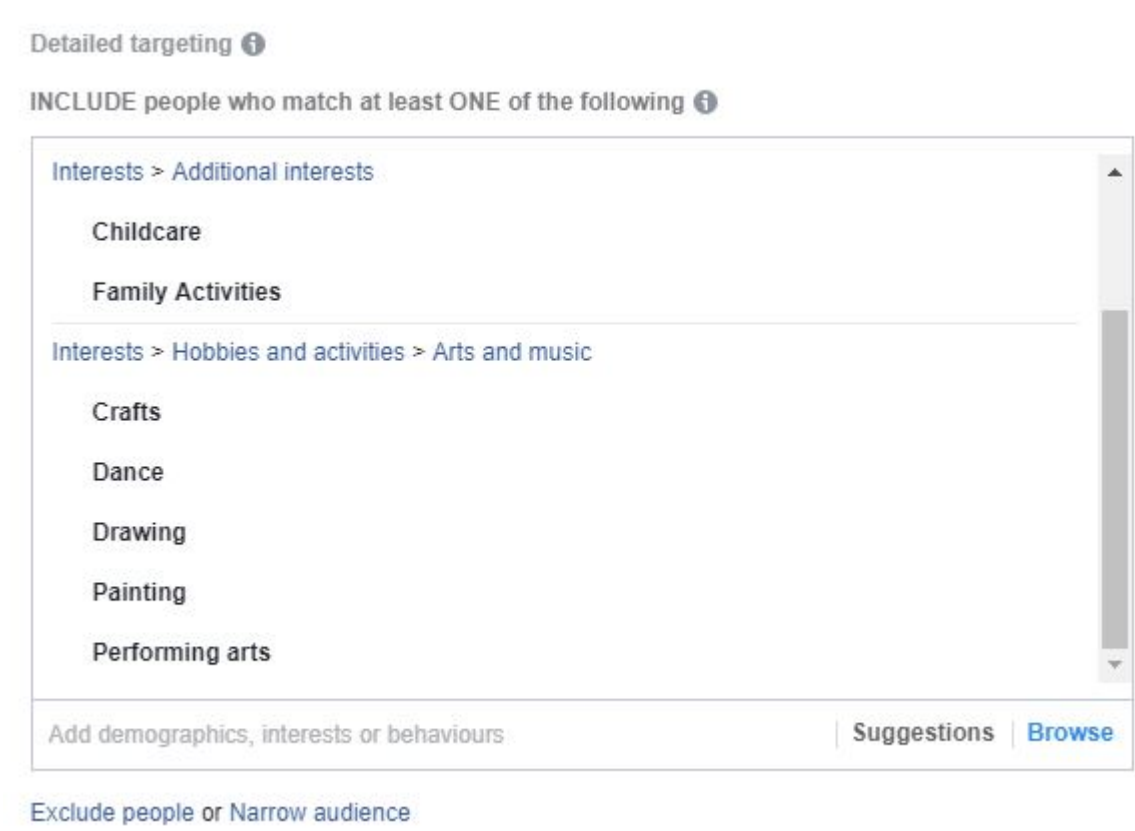 Detailed targeting
INCLUDE people who match at least ONE of the following
Interests > Additional interests
Childcare
Family Activities
Interests > Hobbies and activities > Arts and music
Crafts
Dance
Drawing
Painting
Performing arts
Add demographics, interests or behaviours Suggestions Browse
Exclude people or Narrow audience